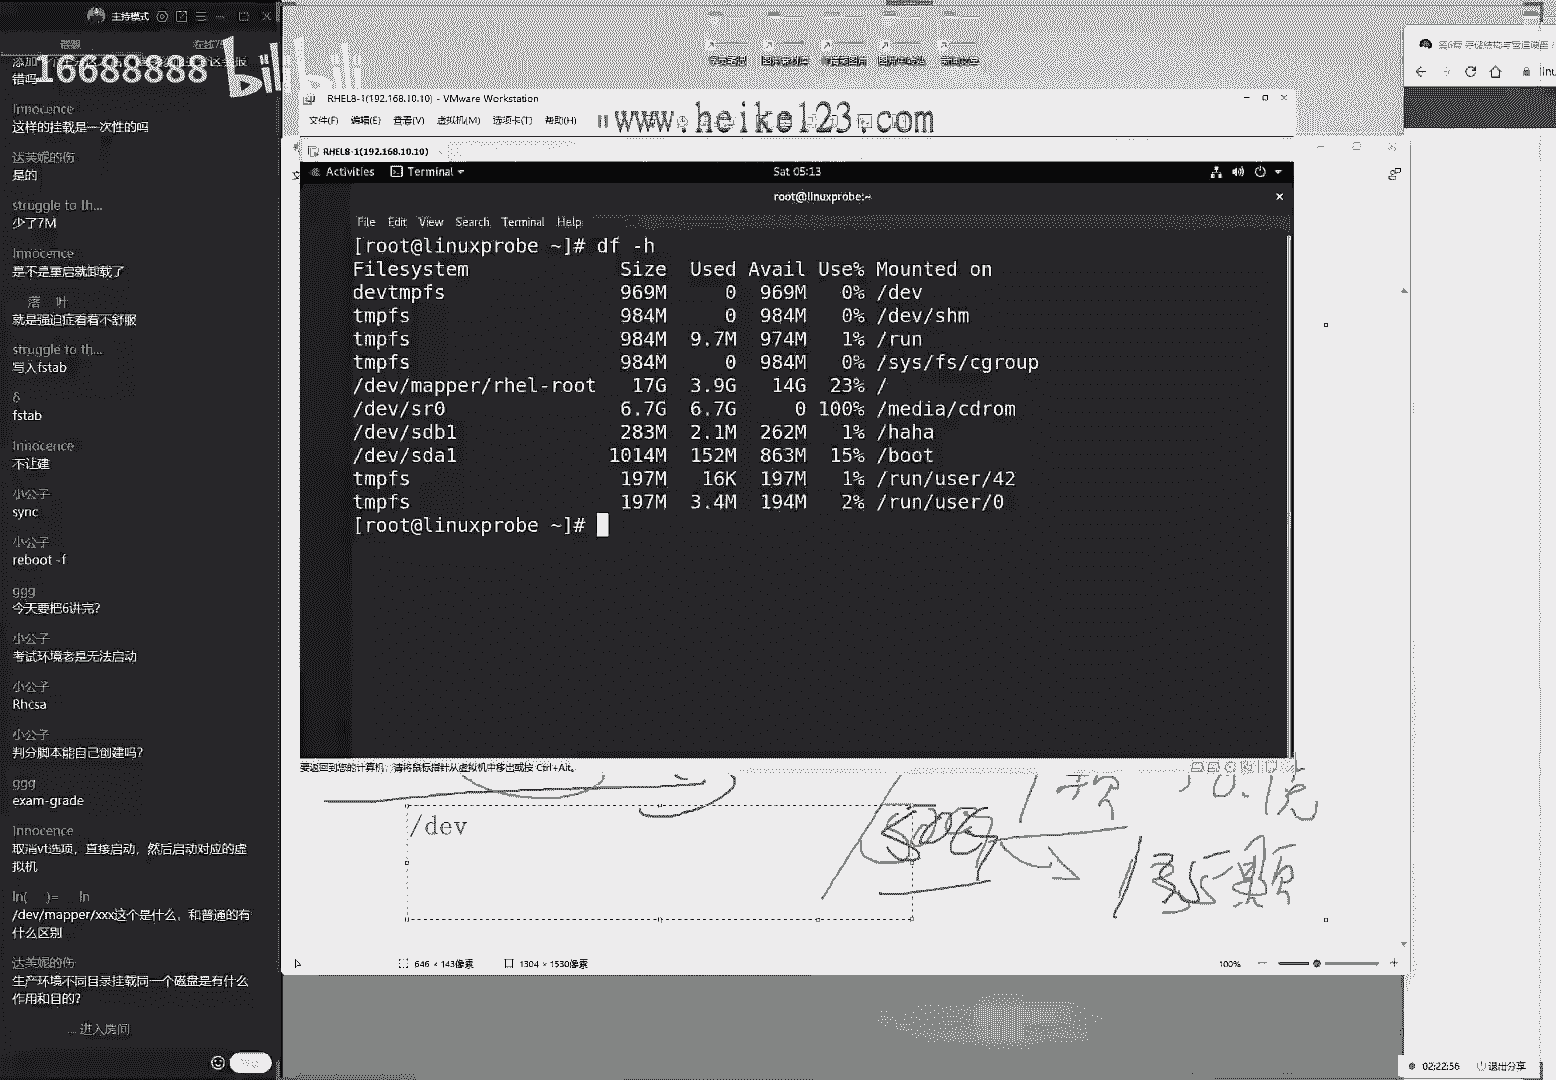 主持模式
16688888 bilibili
错吗
Innocence
这样的挂载是一次性的吗
达芙妮的伤
是的
struggle to th...
少了7M
Innocence
是不是重启就卸载了
落 叶
就是强迫症看着不舒服
struggle to th...
写入fstab
δ
fstab
Innocence
不让建
小公子
sync
小公子
reboot -f
ggg
今天要把6讲完?
小公子
考试环境老是无法启动
小公子
Rhcsa
小公子
判分脚本能自己创建吗?
ggg
exam-grade
Innocence
取消vt选项，直接启动，然后启动对应的虚
拟机
ln( )= ln
/dev/mapper/xxx这个是什么，和普通的有
什么区别
达芙妮的伤
生产环境不同目录挂载同一个磁盘是有什么
作用和目的?
... 进入房间
RHEL8-1(192.168.10.10) - VMware Workstation
文件(F) 编辑(E) 查看(V) 虚拟机(M) 选项卡(T) 帮助(H)
www.heike123.com
RHEL8-1(192.168.10.10)
Activities Terminal Sat 05:13
root@linuxprobe:~
File Edit View Search Terminal Help
[root@linuxprobe ~]# df -h
Filesystem Size Used Avail Use% Mounted on
devtmpfs 969M 0 969M 0% /dev
tmpfs 984M 0 984M 0% /dev/shm
tmpfs 984M 9.7M 974M 1% /run
tmpfs 984M 0 984M 0% /sys/fs/cgroup
/dev/mapper/rhel-root 17G 3.9G 14G 23% /
/dev/sr0 6.7G 6.7G 0 100% /media/cdrom
/dev/sdb1 283M 2.1M 262M 1% /haha
/dev/sda1 1014M 152M 863M 15% /boot
tmpfs 197M 16K 197M 1% /run/user/42
tmpfs 197M 3.4M 194M 2% /run/user/0
[root@linuxprobe ~]#
要返回到您的计算机，请将鼠标指针从虚拟机中移出或按 Ctrl+Alt。
/dev
646 × 143像素 1304 × 1530像素 100%
第6章 存储结构与管理硬盘
linu
02:22:56 退出分享